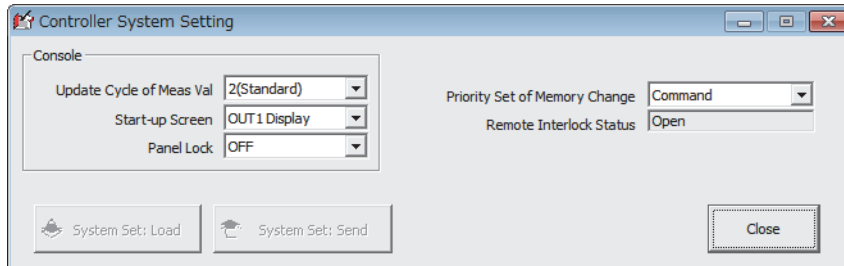 Controller System Setting
Console
Update Cycle of Meas Val 2(Standard)
Start-up Screen OUT1 Display
Panel Lock OFF
Priority Set of Memory Change Command
Remote Interlock Status Open
System Set: Load System Set: Send Close